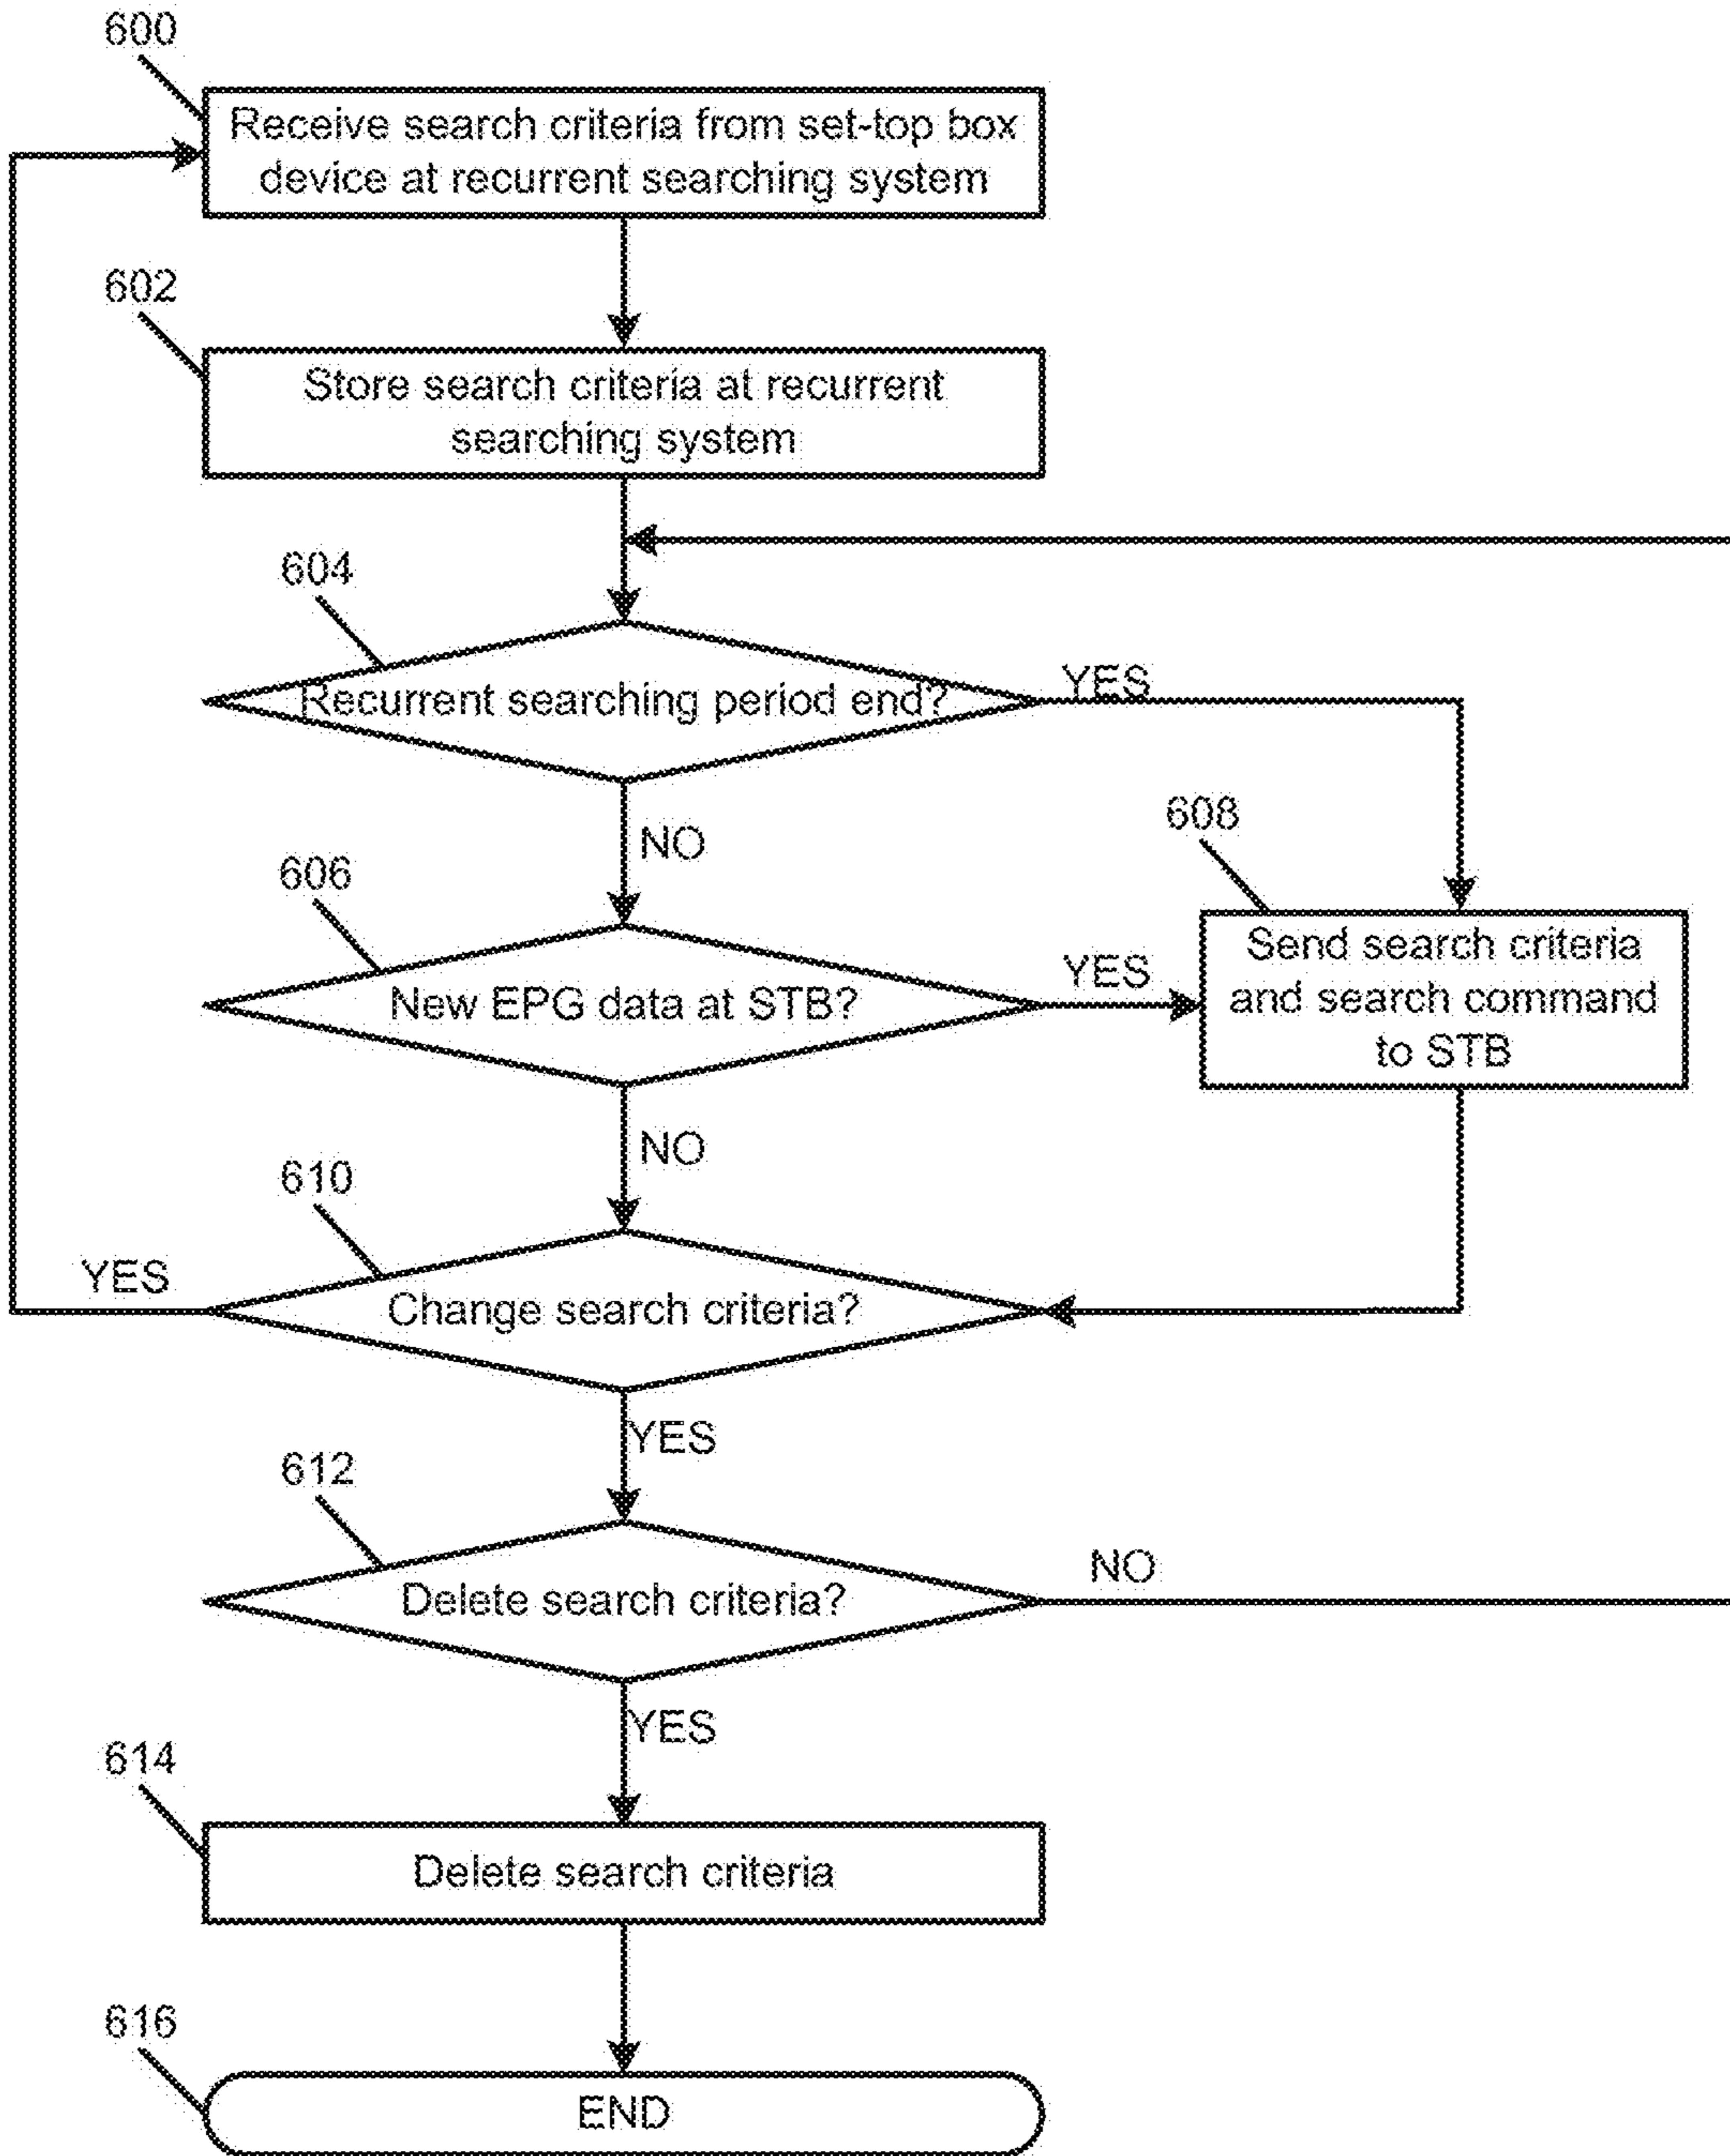 600
Receive search criteria from set-top box
device at recurrent searching system
602
Store search criteria at recurrent
searching system
604
Recurrent searching period end?
YES
NO
606
New EPG data at STB?
YES
608
Send search criteria
and search command
to STB
NO
610
YES
Change search criteria?
YES
612
Delete search criteria?
NO
YES
614
Delete search criteria
616
END